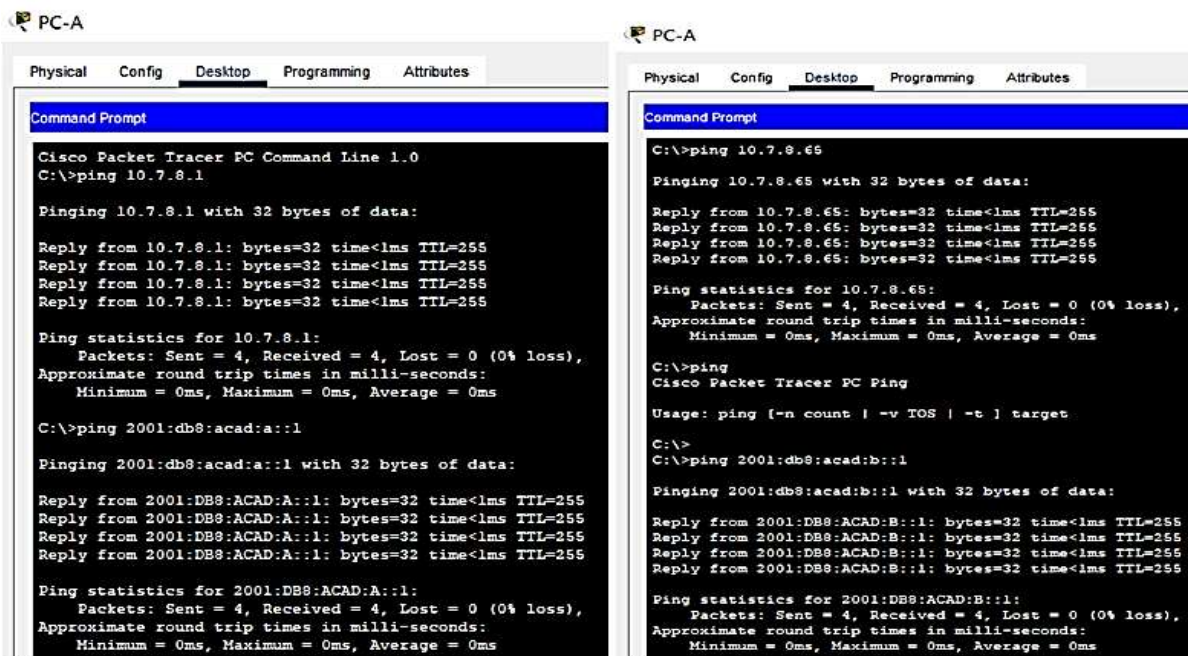 PC-A
Physical Config Desktop Programming Attributes
Command Prompt
Cisco Packet Tracer PC Command Line 1.0
C:\>ping 10.7.8.1
Pinging 10.7.8.1 with 32 bytes of data:
Reply from 10.7.8.1: bytes=32 time<1ms TTL=255
Reply from 10.7.8.1: bytes=32 time<1ms TTL=255
Reply from 10.7.8.1: bytes=32 time<1ms TTL=255
Reply from 10.7.8.1: bytes=32 time<1ms TTL=255
Ping statistics for 10.7.8.1:
Packets: Sent = 4, Received = 4, Lost = 0 (0% loss),
Approximate round trip times in milli-seconds:
Minimum = 0ms, Maximum = 0ms, Average = 0ms
C:\>ping 2001:db8:acad:a::1
Pinging 2001:db8:acad:a::1 with 32 bytes of data:
Reply from 2001:DB8:ACAD:A::1: bytes=32 time<1ms TTL=255
Reply from 2001:DB8:ACAD:A::1: bytes=32 time<1ms TTL=255
Reply from 2001:DB8:ACAD:A::1: bytes=32 time<1ms TTL=255
Reply from 2001:DB8:ACAD:A::1: bytes=32 time<1ms TTL=255
Ping statistics for 2001:DB8:ACAD:A::1:
Packets: Sent = 4, Received = 4, Lost = 0 (0% loss),
Approximate round trip times in milli-seconds:
Minimum = 0ms, Maximum = 0ms, Average = 0ms
PC-A
Physical Config Desktop Programming Attributes
Command Prompt
C:\>ping 10.7.8.65
Pinging 10.7.8.65 with 32 bytes of data:
Reply from 10.7.8.65: bytes=32 time<1ms TTL=255
Reply from 10.7.8.65: bytes=32 time<1ms TTL=255
Reply from 10.7.8.65: bytes=32 time<1ms TTL=255
Reply from 10.7.8.65: bytes=32 time<1ms TTL=255
Ping statistics for 10.7.8.65:
Packets: Sent = 4, Received = 4, Lost = 0 (0% loss),
Approximate round trip times in milli-seconds:
Minimum = 0ms, Maximum = 0ms, Average = 0ms
C:\>ping
Cisco Packet Tracer PC Ping
Usage: ping [-n count | -v TOS | -t ] target
C:\>
C:\>ping 2001:db8:acad:b::1
Pinging 2001:db8:acad:b::1 with 32 bytes of data:
Reply from 2001:DB8:ACAD:B::1: bytes=32 time<1ms TTL=255
Reply from 2001:DB8:ACAD:B::1: bytes=32 time<1ms TTL=255
Reply from 2001:DB8:ACAD:B::1: bytes=32 time<1ms TTL=255
Reply from 2001:DB8:ACAD:B::1: bytes=32 time<1ms TTL=255
Ping statistics for 2001:DB8:ACAD:B::1:
Packets: Sent = 4, Received = 4, Lost = 0 (0% loss),
Approximate round trip times in milli-seconds:
Minimum = 0ms, Maximum = 0ms, Average = 0ms